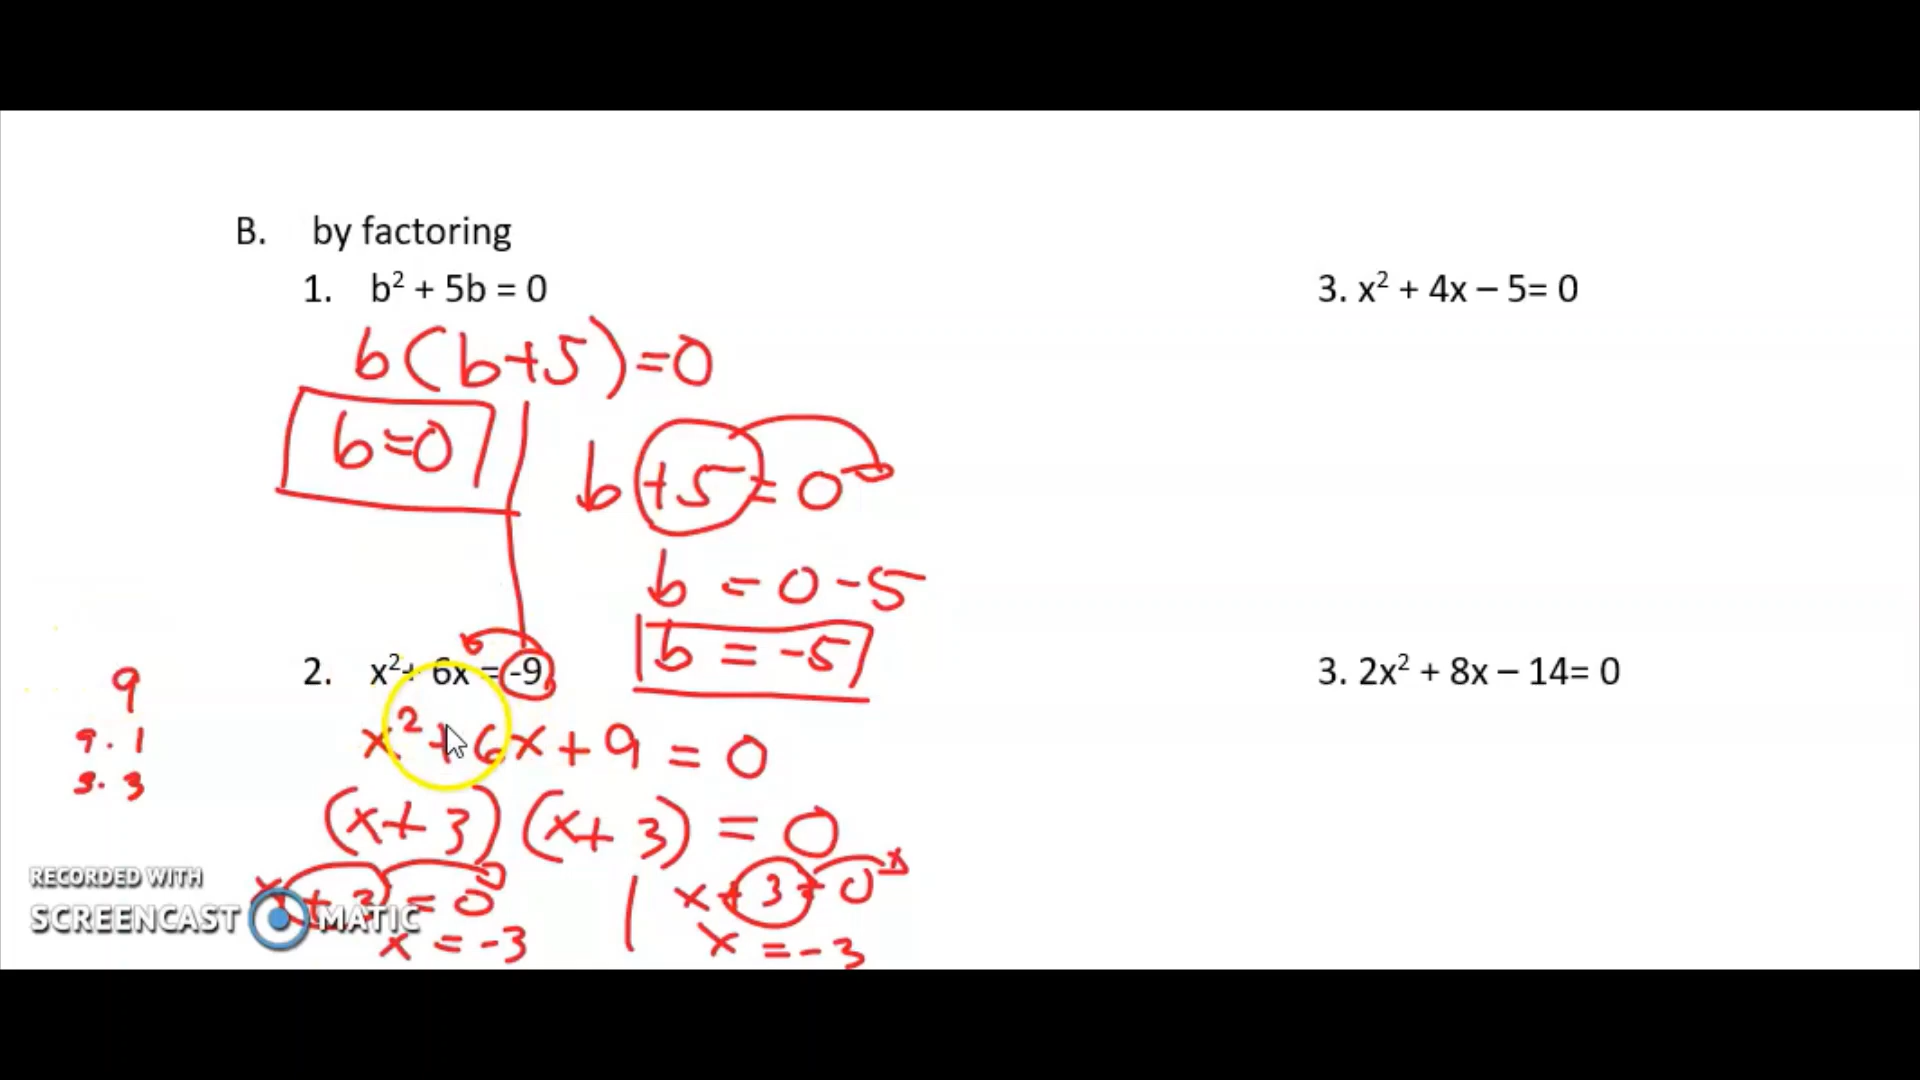 B. by factoring
1. b² + 5b = 0
b(b+5)=0
b=0
b+5=0
b = 0-5
b = -5
2. x²+ 6x = -9
x²+6x+9 = 0
(x+3)(x+3) = 0
x+3 = 0
x = -3
x+3=0
x = -3
9
9.1
3.3
3. x² + 4x – 5= 0
3. 2x² + 8x – 14= 0
RECORDED WITH
SCREENCAST MATIC